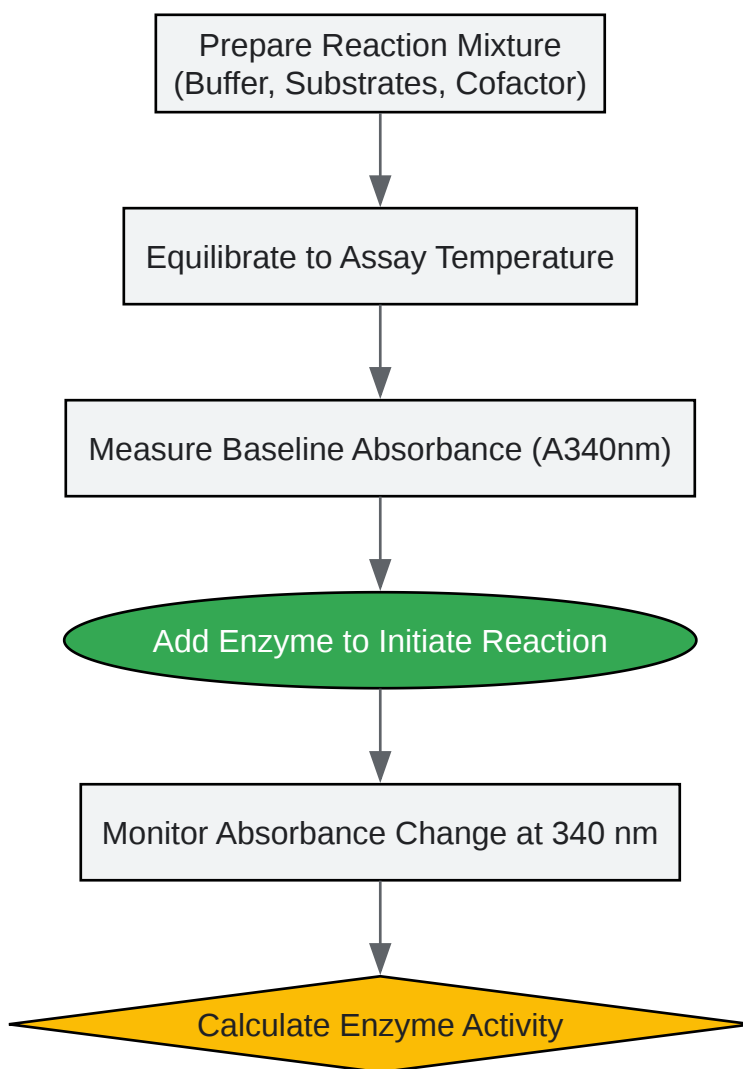 Prepare Reaction Mixture
(Buffer, Substrates, Cofactor)
Equilibrate to Assay Temperature
Measure Baseline Absorbance (A340nm)
Add Enzyme to Initiate Reaction
Monitor Absorbance Change at 340 nm
Calculate Enzyme Activity